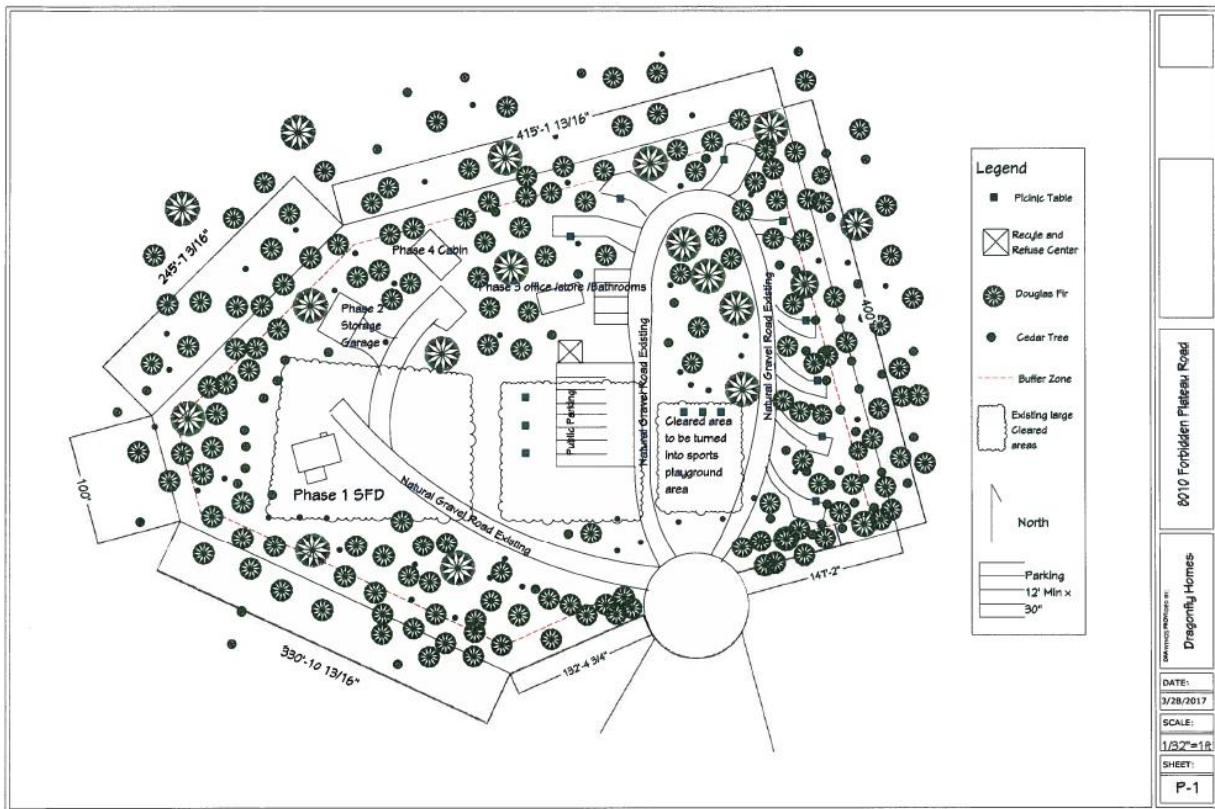 415'-1 13/16"
245'-1 3/16"
100'
330'-10 13/16"
132'-4 3/4"
147'-2"
400'
Phase 4 Cabin
Phase 2
Storage
Garage
Phase 3 office /store /Bathrooms
Phase 1 SFD
Public Parking
Natural Gravel Road Existing
Natural Gravel Road Existing
Natural Gravel Road Existing
Cleared area
to be turned
into sports
playground
area
Legend
Picinic Table
Recyle and
Refuse Center
Douglas Fir
Cedar Tree
Buffer Zone
Existing large
Cleared
areas
North
Parking
12' Min x
30"
8010 Forbidden Plateau Road
DRAWINGS PROVIDED BY:
Dragonfly Homes
DATE:
3/28/2017
SCALE:
1/32"=1ft
SHEET:
P-1